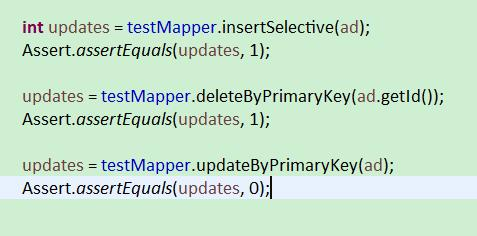 int updates = testMapper.insertSelective(ad);
Assert.assertEquals(updates, 1);
updates = testMapper.deleteByPrimaryKey(ad.getId());
Assert.assertEquals(updates, 1);
updates = testMapper.updateByPrimaryKey(ad);
Assert.assertEquals(updates, 0);